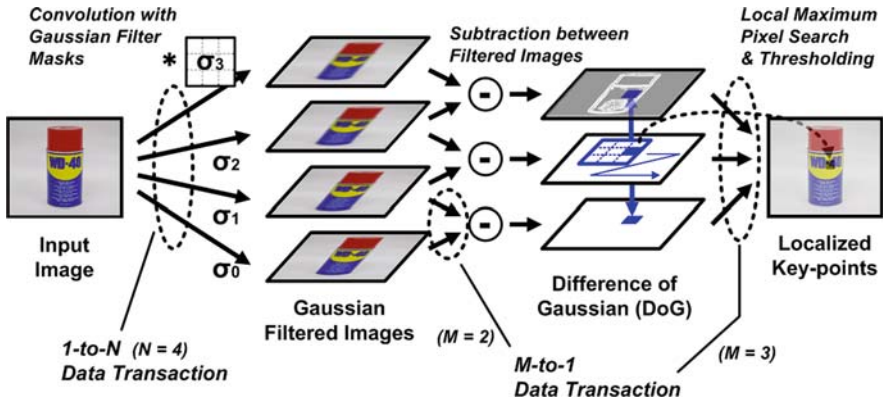 Convolution with
Gaussian Filter
Masks
*
σ3
Subtraction between
Filtered Images
Local Maximum
Pixel Search
& Thresholding
-
WD-40
σ2
-
WD-40
σ1
-
Input
Image
σ0
Localized
Key-points
Gaussian
Filtered Images
Difference of
Gaussian (DoG)
1-to-N (N = 4)
Data Transaction
(M = 2)
M-to-1
Data Transaction
(M = 3)